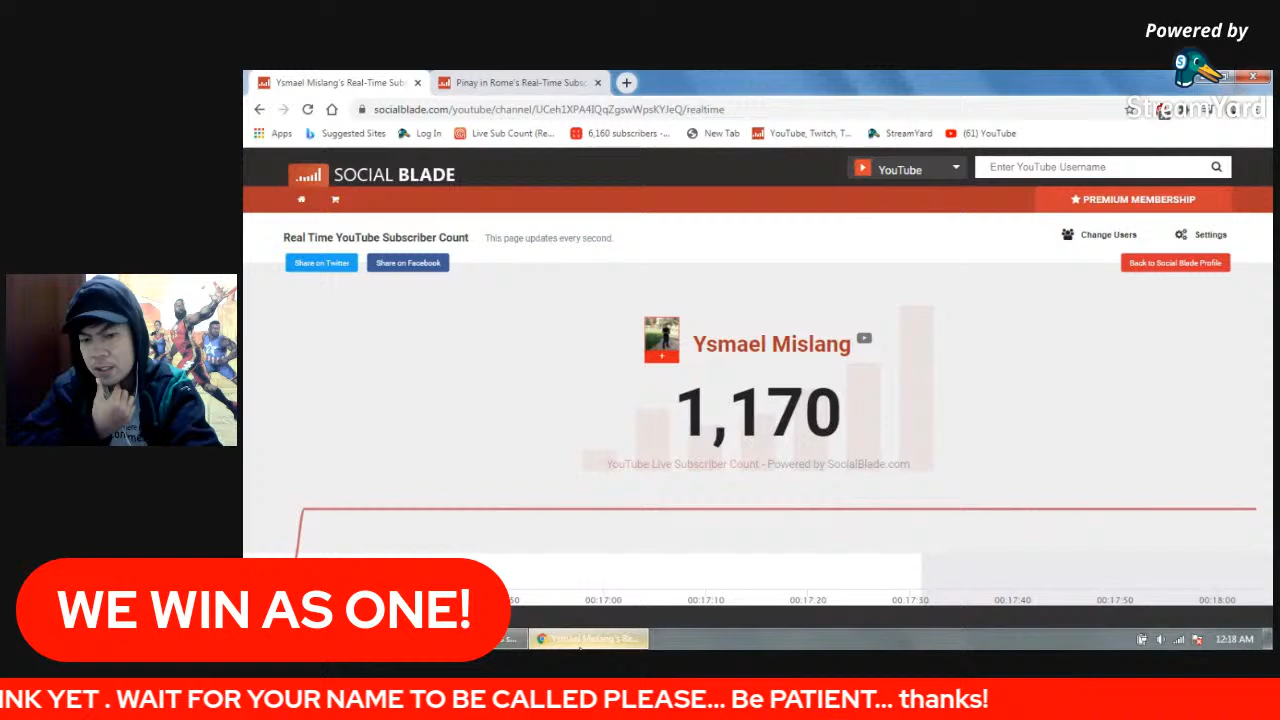 Powered by
StreamYard
Ysmael Mislang's Real-Time Sub
Pinay in Rome's Real-Time Subsc
socialblade.com/youtube/channel/UCeh1XPA4IQqZgswWpsKYJeQ/realtime
Apps
Suggested Sites
Log In
Live Sub Count (Re...
6,160 subscribers -...
New Tab
YouTube, Twitch, T...
StreamYard
(61) YouTube
SOCIAL BLADE
YouTube
Enter YouTube Username
PREMIUM MEMBERSHIP
Real Time YouTube Subscriber Count
This page updates every second.
Change Users
Settings
Share on Twitter
Share on Facebook
Back to Social Blade Profile
Ysmael Mislang
1,170
YouTube Live Subscriber Count - Powered by SocialBlade.com
00:17:00
00:17:10
00:17:20
00:17:30
00:17:40
00:17:50
00:18:00
WE WIN AS ONE!
Ysmael Mislang's Re...
12:18 AM
INK YET . WAIT FOR YOUR NAME TO BE CALLED PLEASE... Be PATIENT... thanks!